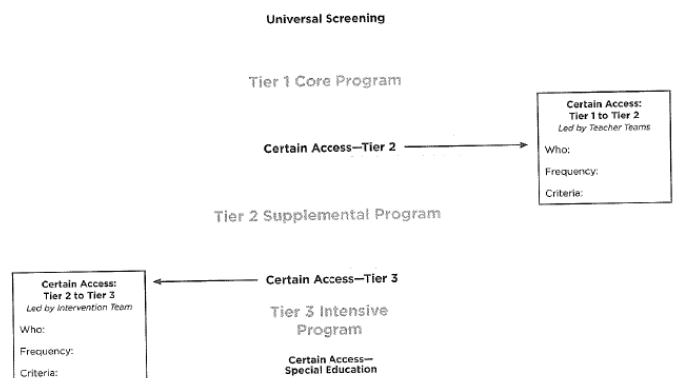 Universal Screening
Tier 1 Core Program
Certain Access:
Tier 1 to Tier 2
Led by Teacher Teams
Who:
Frequency:
Criteria:
Certain Access—Tier 2
Tier 2 Supplemental Program
Certain Access—Tier 3
Certain Access:
Tier 2 to Tier 3
Led by Intervention Team
Who:
Frequency:
Criteria:
Tier 3 Intensive
Program
Certain Access—
Special Education